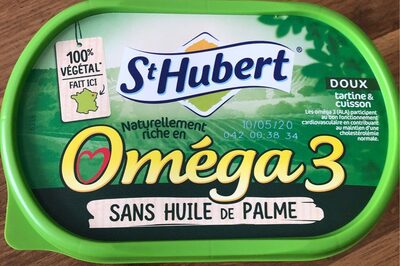 100%
VÉGÉTAL*
FAIT ICI
St Hubert
DOUX
tartine &
cuisson
Les oméga 3 (ALA) participent
au bon fonctionnement
cardiovasculaire en contribuant
au maintien d'une
cholestérolémie
normale.
Naturellement
riche en
10/05/20
042 00:38 34
Oméga 3
SANS HUILE DE PALME